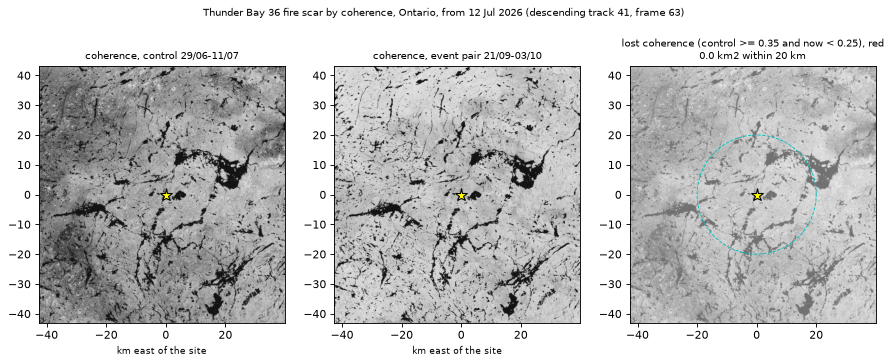 Thunder Bay 36 fire scar by coherence, Ontario, from 12 Jul 2026 (descending track 41, frame 63)
coherence, control 29/06-11/07
coherence, event pair 21/09-03/10
lost coherence (control >= 0.35 and now < 0.25), red
0.0 km2 within 20 km
40
30
20
10
0
−10
−20
−30
−40
−40 −20 0 20
km east of the site
40
30
20
10
0
−10
−20
−30
−40
−40 −20 0 20
km east of the site
40
30
20
10
0
−10
−20
−30
−40
−40 −20 0 20